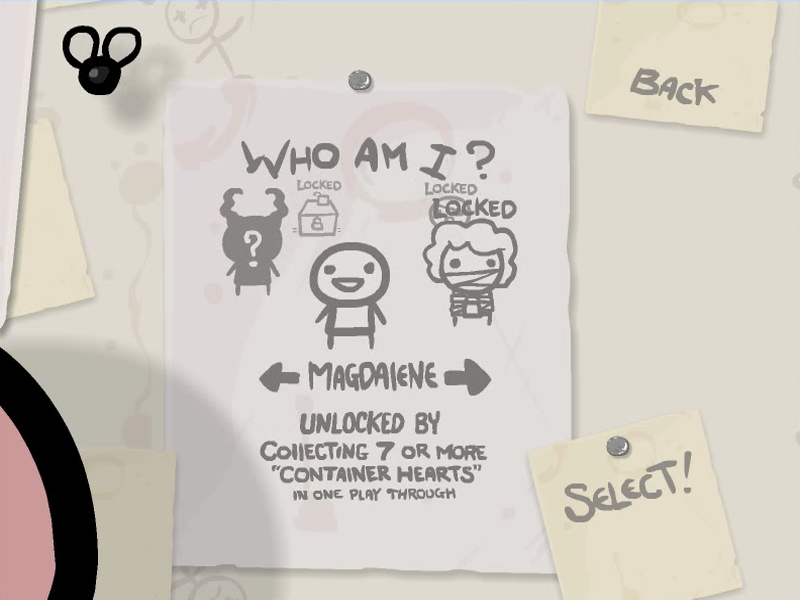 BACK
WHO AM I?
LOCKED
LOCKED
LOCKED
?
MAGDALENE
UNLOCKED BY
COLLECTING 7 OR MORE
"CONTAINER HEARTS"
IN ONE PLAY THROUGH
SELECT!